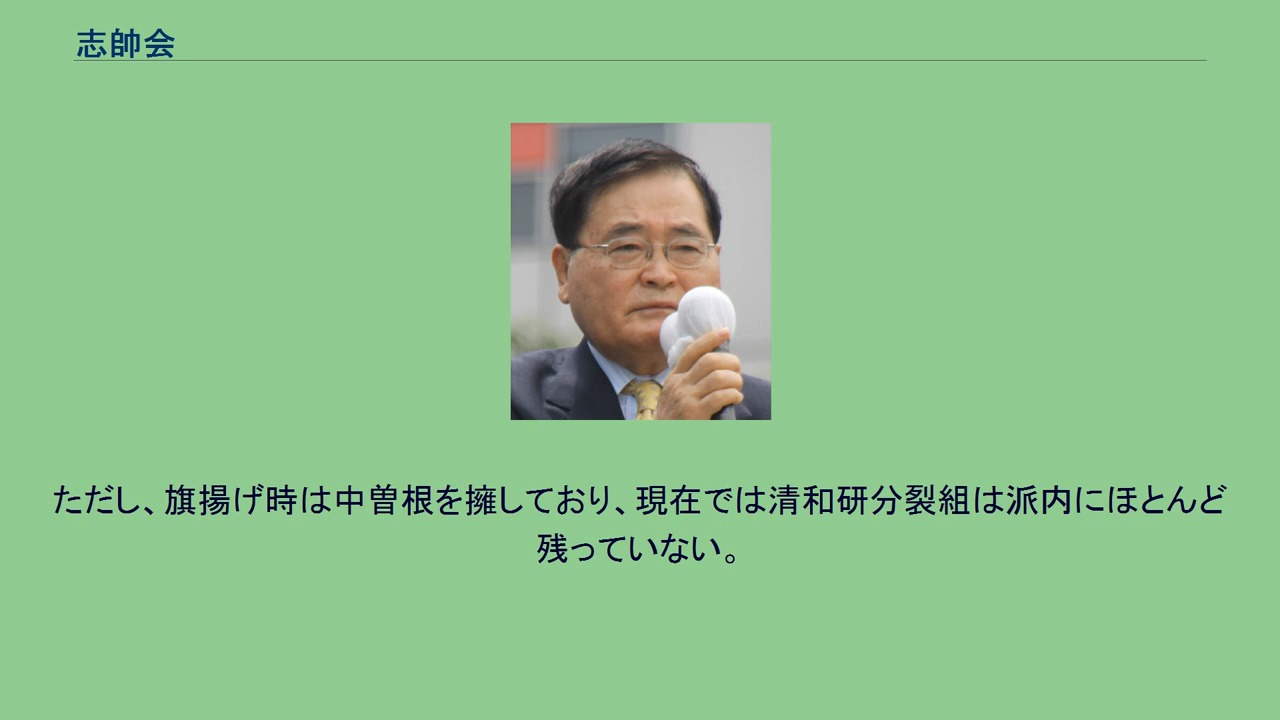 志帥会
ただし、旗揚げ時は中曽根を擁しており、現在では清和研分裂組は派内にほとんど
残っていない。